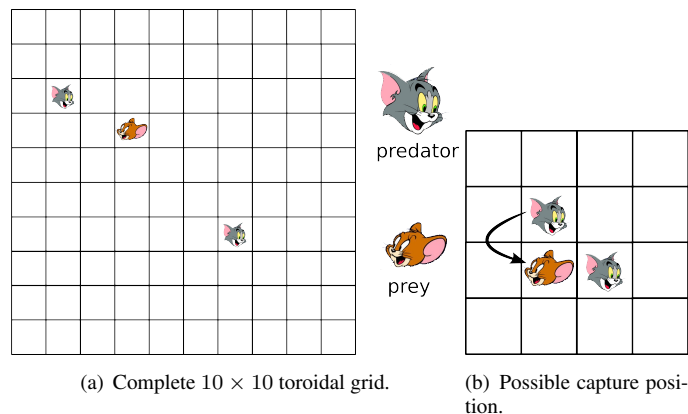 predator
prey
(a) Complete 10 × 10 toroidal grid.
(b) Possible capture posi-
tion.